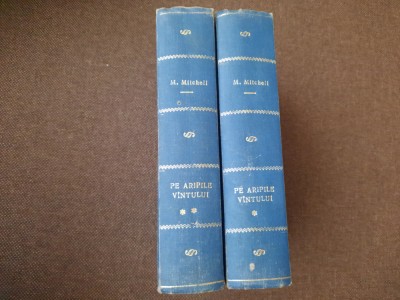 M. Mitchell
PE ARIPILE
VÎNTULUI
* *
M. Mitchell
PE ARIPILE
VÎNTULUI
*